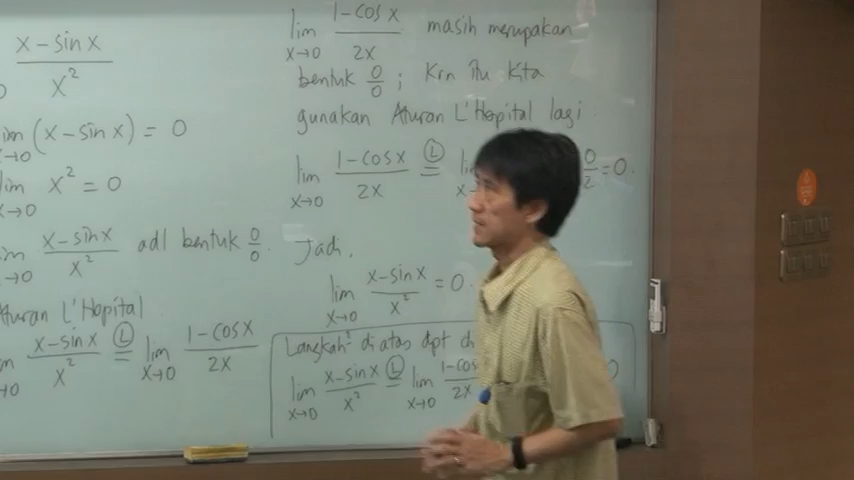 x-sin x
x²
lim (x-sin x) = 0
x→0
lim x² = 0
x→0
lim x-sin x adl bentuk 0/0.
x→0 x²
Aturan L'Hopital
x-sin x Ⓛ= lim 1-cos x
x² x→0 2x
lim 1-cos x masih merupakan
x→0 2x
bentuk 0/0 ; Krn itu Kita
gunakan Aturan L'Hopital lagi
lim 1-cos x Ⓛ= lim 0/2 = 0.
x→0 2x
Jadi,
lim x-sin x = 0.
x→0 x²
Langkah² di atas dpt
lim x-sin x Ⓛ= lim 1-cos
x→0 x² x→0 2x